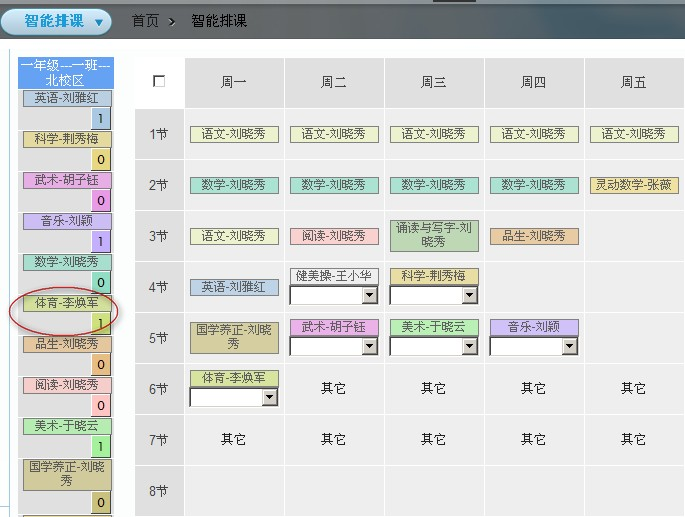 智能排课
首页 > 智能排课
一年级---一班---
北校区
英语-刘雅红
1
科学-荆秀梅
0
武术-胡子钰
0
音乐-刘颖
1
数学-刘晓秀
0
体育-李焕军
1
品生-刘晓秀
0
阅读-刘晓秀
0
美术-于晓云
1
国学养正-刘晓
秀
0
周一 周二 周三 周四 周五
1节 语文-刘晓秀 语文-刘晓秀 语文-刘晓秀 语文-刘晓秀 语文-刘晓秀
2节 数学-刘晓秀 数学-刘晓秀 数学-刘晓秀 数学-刘晓秀 灵动数学-张薇
3节 语文-刘晓秀 阅读-刘晓秀 诵读与写字-刘
晓秀 品生-刘晓秀
4节 英语-刘雅红 健美操-王小华 科学-荆秀梅
5节 国学养正-刘晓
秀 武术-胡子钰 美术-于晓云 音乐-刘颖
6节 体育-李焕军 其它 其它 其它 其它
7节 其它 其它 其它 其它 其它
8节